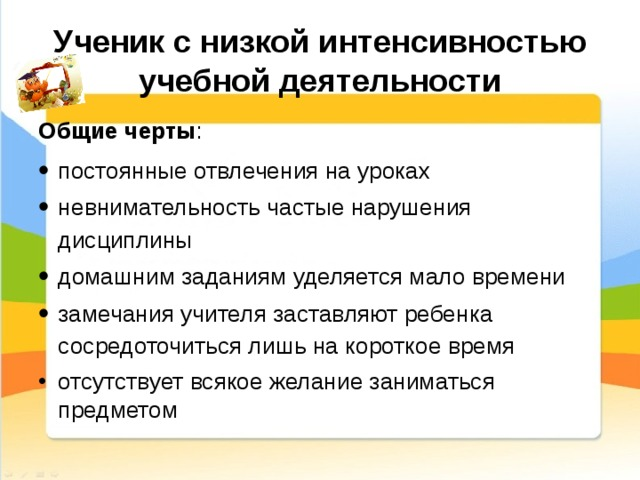 Ученик с низкой интенсивностью
учебной деятельности
Общие черты:
• постоянные отвлечения на уроках
• невнимательность частые нарушения
дисциплины
• домашним заданиям уделяется мало времени
• замечания учителя заставляют ребенка
сосредоточиться лишь на короткое время
• отсутствует всякое желание заниматься
предметом